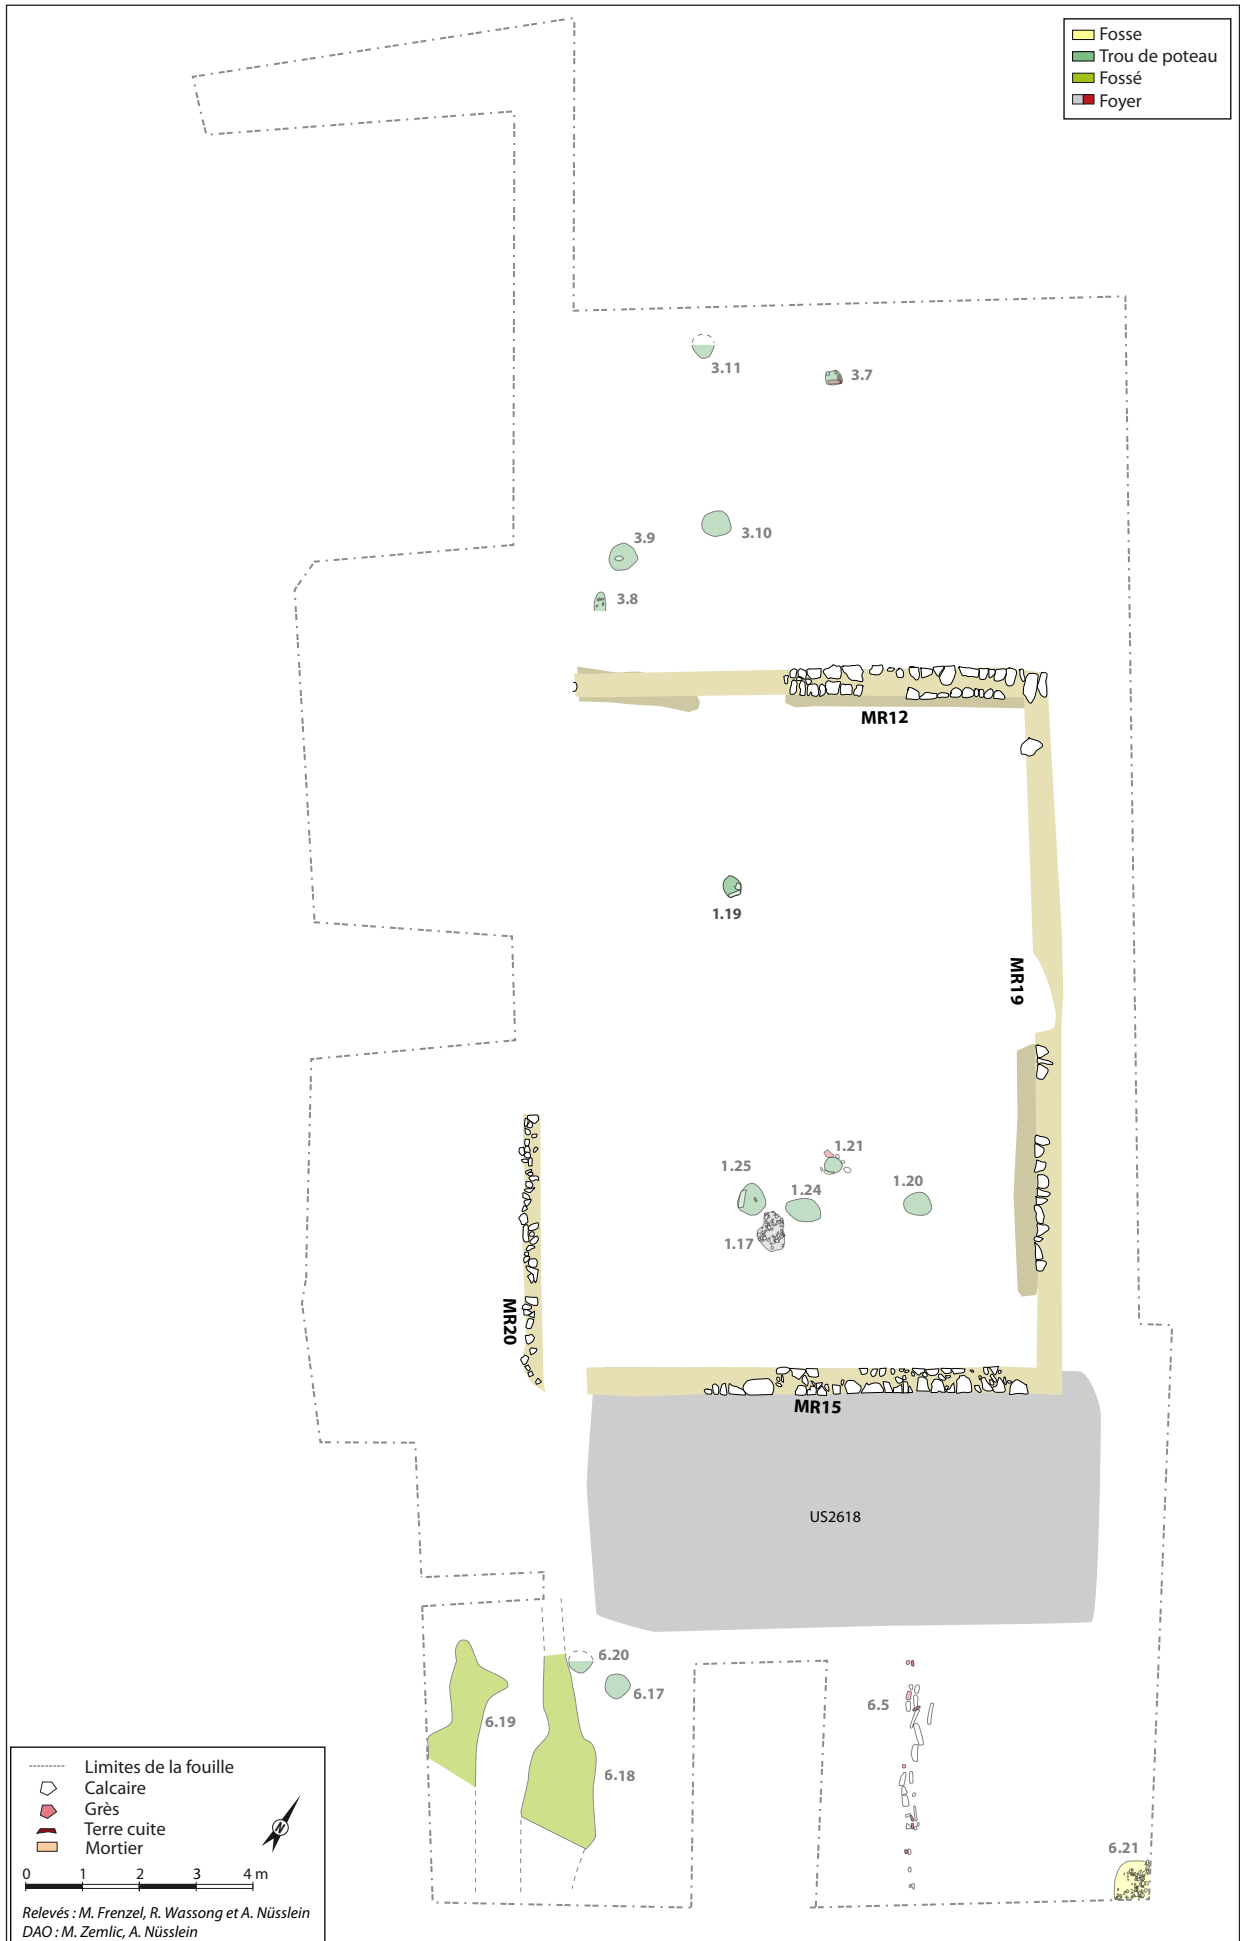 Fosse
Trou de poteau
Fossé
Foyer
3.11
3.7
3.9
3.10
3.8
MR12
1.19
MR19
1.21
1.25
1.24
1.20
1.17
MR20
MR15
US2618
6.20
6.17
6.5
6.19
6.18
6.21
Limites de la fouille
Calcaire
Grès
Terre cuite
Mortier
N
0 1 2 3 4 m
Relevés : M. Frenzel, R. Wassong et A. Nüsslein
DAO : M. Zemlic, A. Nüsslein